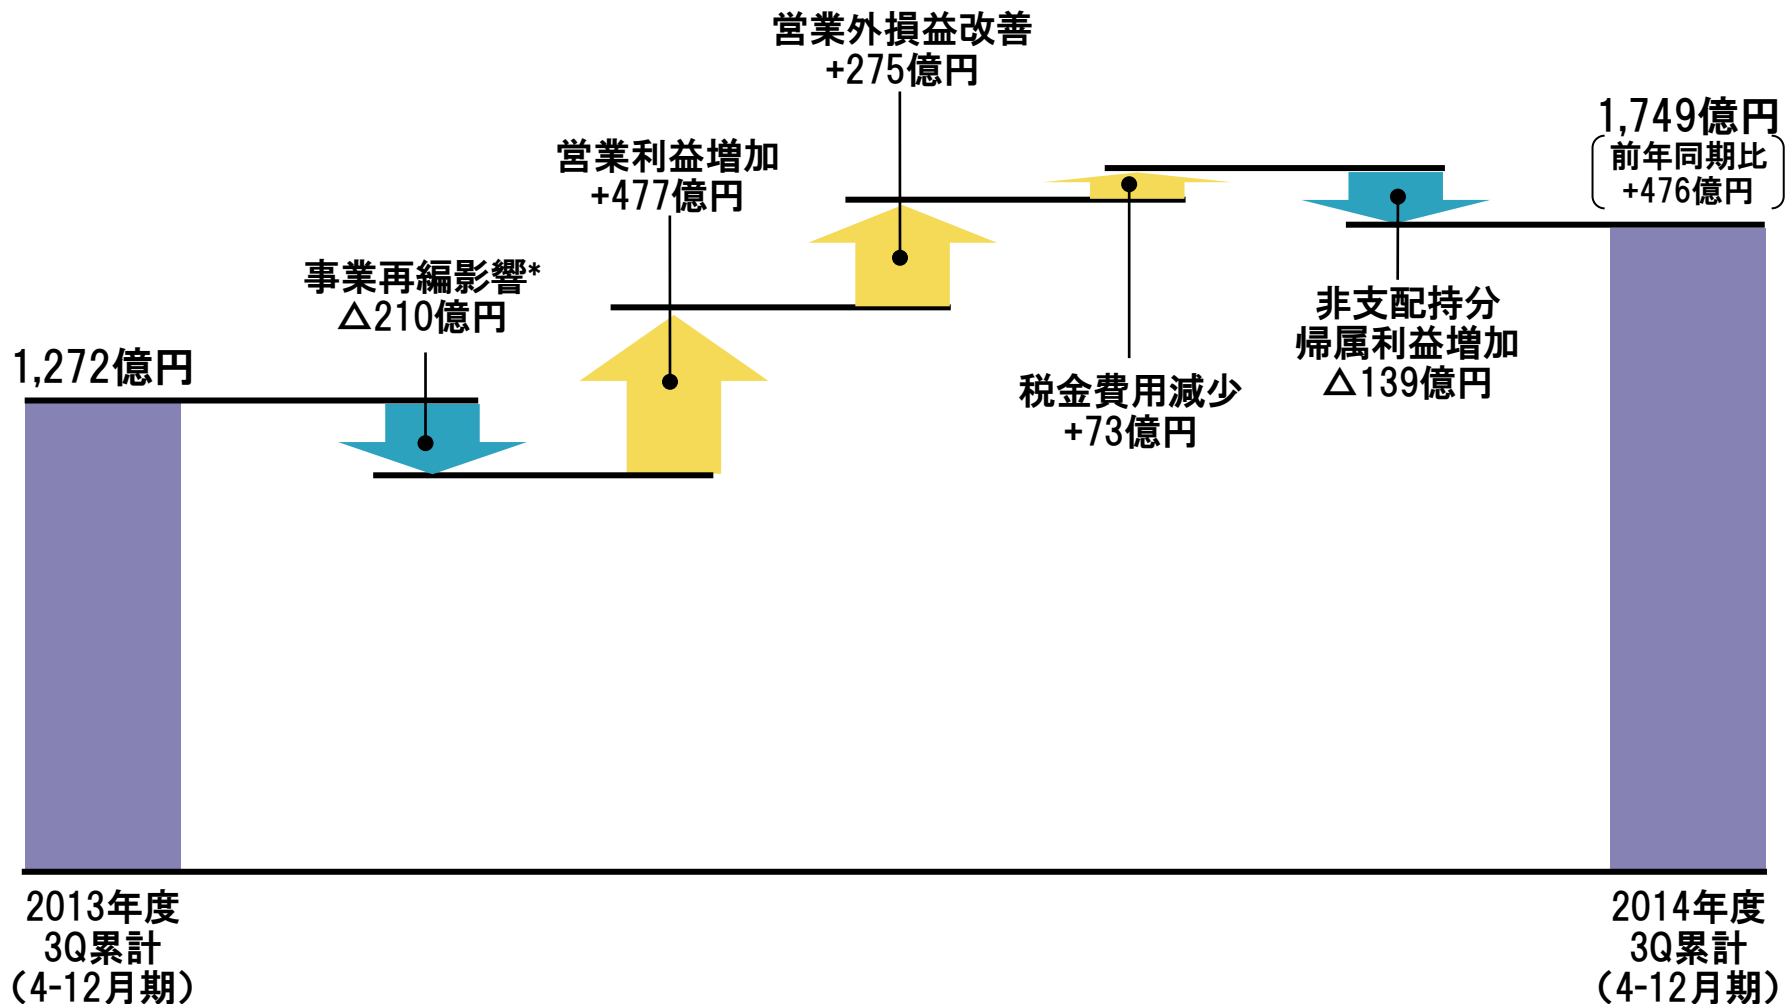 営業外損益改善
+275億円
1,749億円
前年同期比
+476億円
営業利益増加
+477億円
事業再編影響*
△210億円
非支配持分
帰属利益増加
△139億円
1,272億円
税金費用減少
+73億円
2013年度
3Q累計
(4-12月期)
2014年度
3Q累計
(4-12月期)